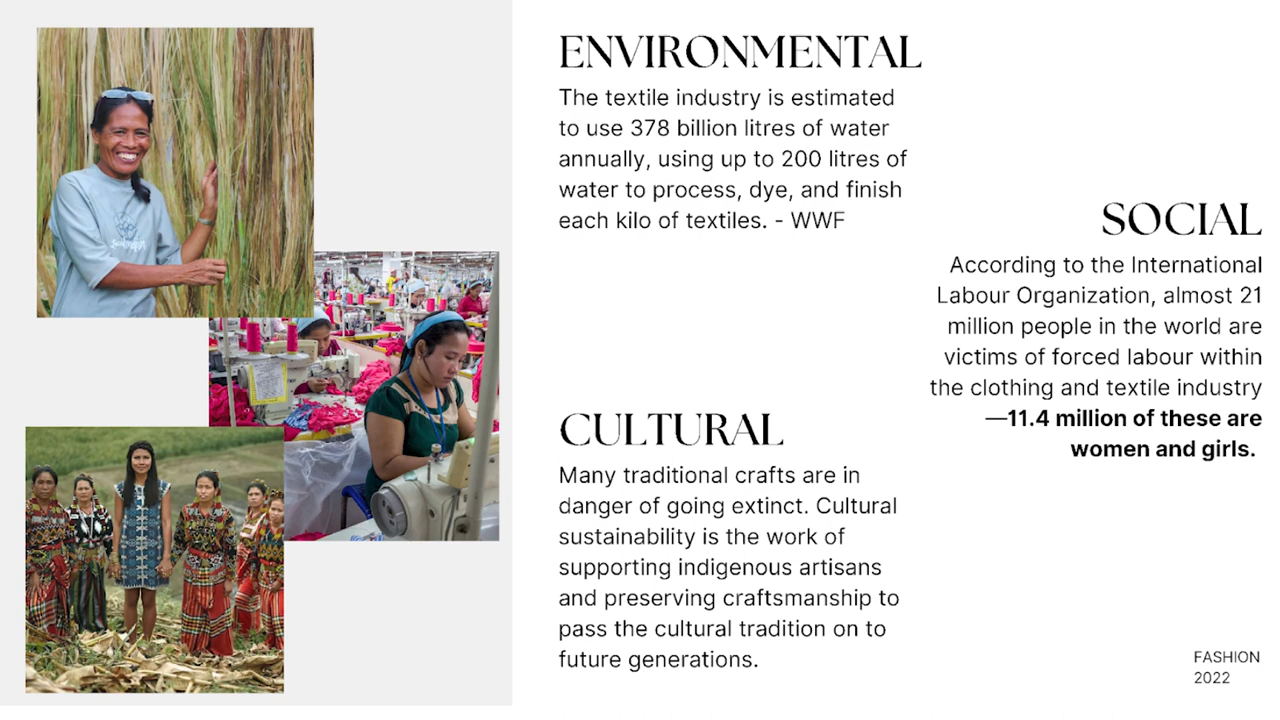 ENVIRONMENTAL
The textile industry is estimated
to use 378 billion litres of water
annually, using up to 200 litres of
water to process, dye, and finish
each kilo of textiles. - WWF
SOCIAL
According to the International
Labour Organization, almost 21
million people in the world are
victims of forced labour within
the clothing and textile industry
—11.4 million of these are
women and girls.
CULTURAL
Many traditional crafts are in
danger of going extinct. Cultural
sustainability is the work of
supporting indigenous artisans
and preserving craftsmanship to
pass the cultural tradition on to
future generations.
FASHION
2022